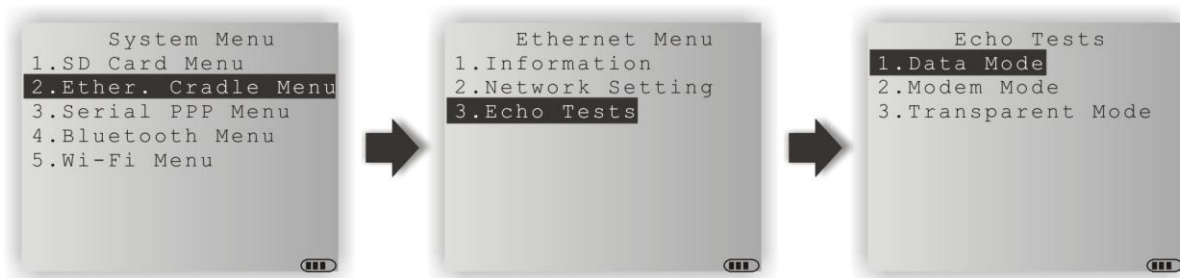 System Menu
1.SD Card Menu
2.Ether. Cradle Menu
3.Serial PPP Menu
4.Bluetooth Menu
5.Wi-Fi Menu
Ethernet Menu
1.Information
2.Network Setting
3.Echo Tests
Echo Tests
1.Data Mode
2.Modem Mode
3.Transparent Mode